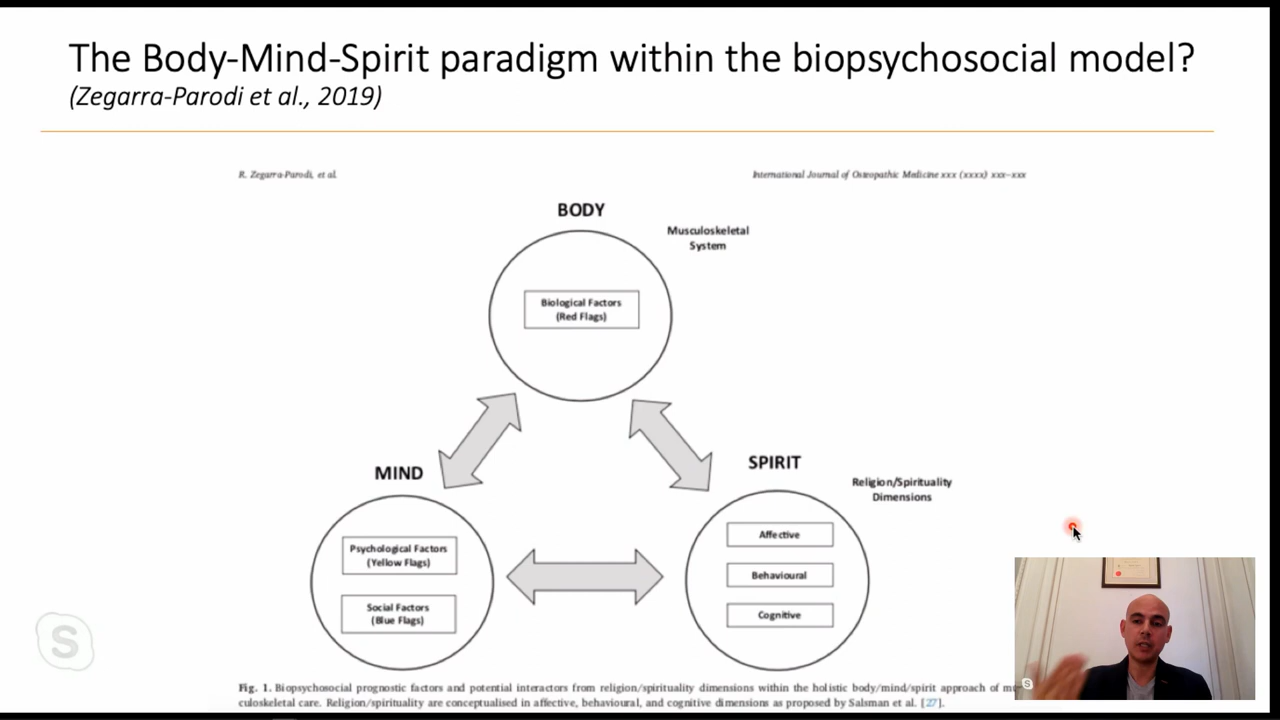 The Body-Mind-Spirit paradigm within the biopsychosocial model?
(Zegarra-Parodi et al., 2019)
R. Zegarra-Parodi, et al.
International Journal of Osteopathic Medicine xxx (xxxx) xxx–xxx
BODY
Musculoskeletal
System
Biological Factors
(Red Flags)
MIND
SPIRIT
Religion/Spirituality
Dimensions
Psychological Factors
(Yellow Flags)
Social Factors
(Blue Flags)
Affective
Behavioural
Cognitive
S
S
Fig. 1. Biopsychosocial prognostic factors and potential interactors from religion/spirituality dimensions within the holistic body/mind/spirit approach of
culoskeletal care. Religion/spirituality are conceptualised in affective, behavioural, and cognitive dimensions as proposed by Salsman et al. [27].